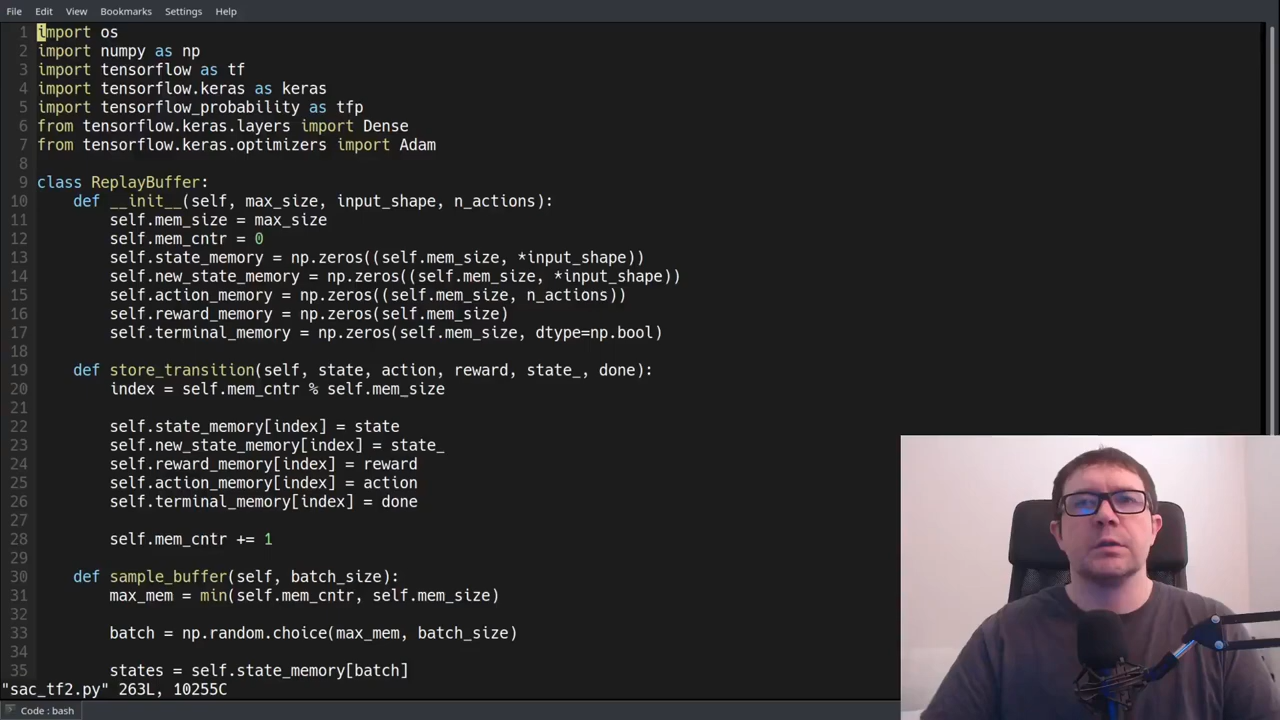 File Edit View Bookmarks Settings Help
1 import os
2 import numpy as np
3 import tensorflow as tf
4 import tensorflow.keras as keras
5 import tensorflow_probability as tfp
6 from tensorflow.keras.layers import Dense
7 from tensorflow.keras.optimizers import Adam
8
9 class ReplayBuffer:
10     def __init__(self, max_size, input_shape, n_actions):
11         self.mem_size = max_size
12         self.mem_cntr = 0
13         self.state_memory = np.zeros((self.mem_size, *input_shape))
14         self.new_state_memory = np.zeros((self.mem_size, *input_shape))
15         self.action_memory = np.zeros((self.mem_size, n_actions))
16         self.reward_memory = np.zeros(self.mem_size)
17         self.terminal_memory = np.zeros(self.mem_size, dtype=np.bool)
18
19     def store_transition(self, state, action, reward, state_, done):
20         index = self.mem_cntr % self.mem_size
21
22         self.state_memory[index] = state
23         self.new_state_memory[index] = state_
24         self.reward_memory[index] = reward
25         self.action_memory[index] = action
26         self.terminal_memory[index] = done
27
28         self.mem_cntr += 1
29
30     def sample_buffer(self, batch_size):
31         max_mem = min(self.mem_cntr, self.mem_size)
32
33         batch = np.random.choice(max_mem, batch_size)
34
35         states = self.state_memory[batch]
"sac_tf2.py" 263L, 10255C
Code : bash